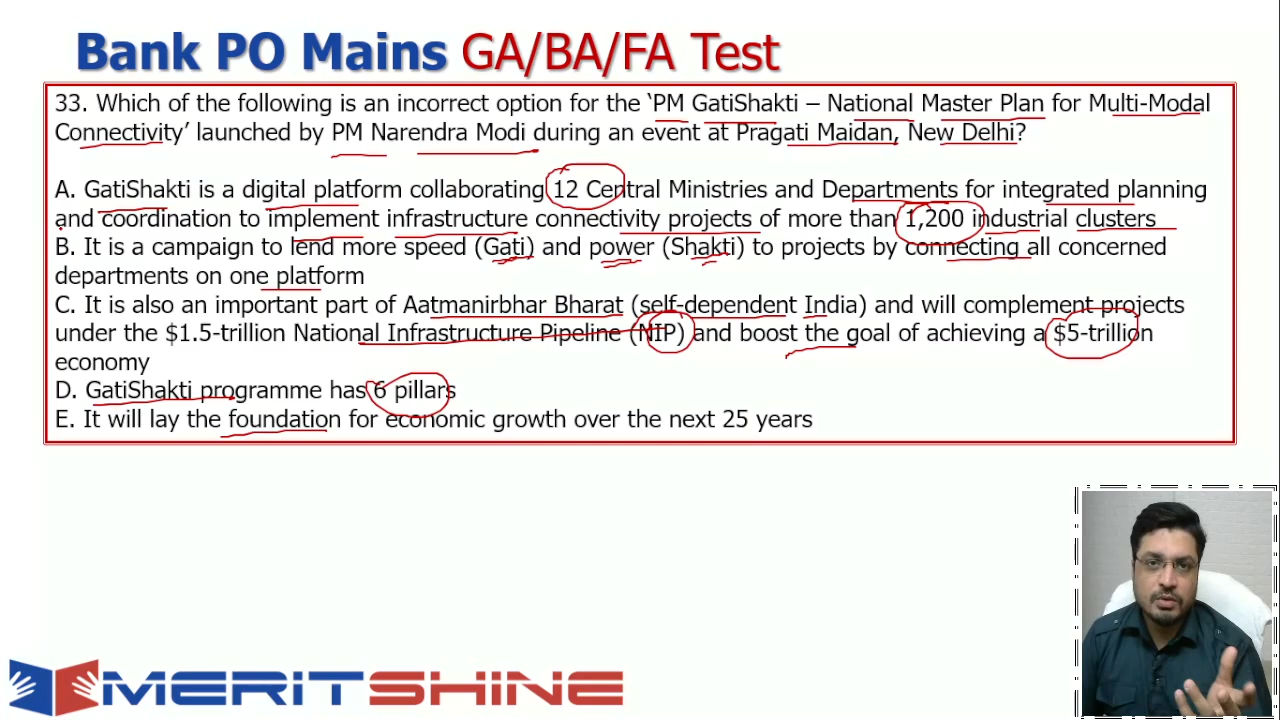 Bank PO Mains GA/BA/FA Test
33. Which of the following is an incorrect option for the ‘PM GatiShakti – National Master Plan for Multi-Modal
Connectivity’ launched by PM Narendra Modi during an event at Pragati Maidan, New Delhi?
A. GatiShakti is a digital platform collaborating 12 Central Ministries and Departments for integrated planning
and coordination to implement infrastructure connectivity projects of more than 1,200 industrial clusters
B. It is a campaign to lend more speed (Gati) and power (Shakti) to projects by connecting all concerned
departments on one platform
C. It is also an important part of Aatmanirbhar Bharat (self-dependent India) and will complement projects
under the $1.5-trillion National Infrastructure Pipeline (NIP) and boost the goal of achieving a $5-trillion
economy
D. GatiShakti programme has 6 pillars
E. It will lay the foundation for economic growth over the next 25 years
MERITSHINE